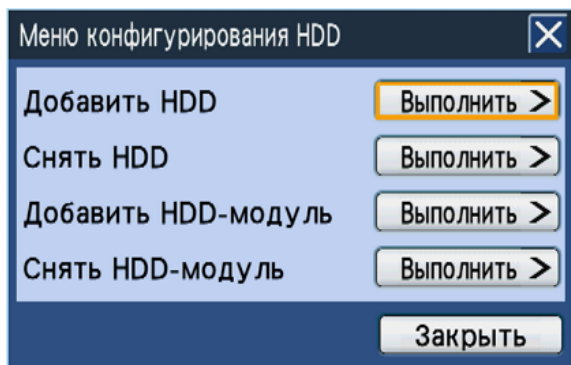 Меню конфигурирования HDD
Добавить HDD Выполнить >
Снять HDD Выполнить >
Добавить HDD-модуль Выполнить >
Снять HDD-модуль Выполнить >
Закрыть